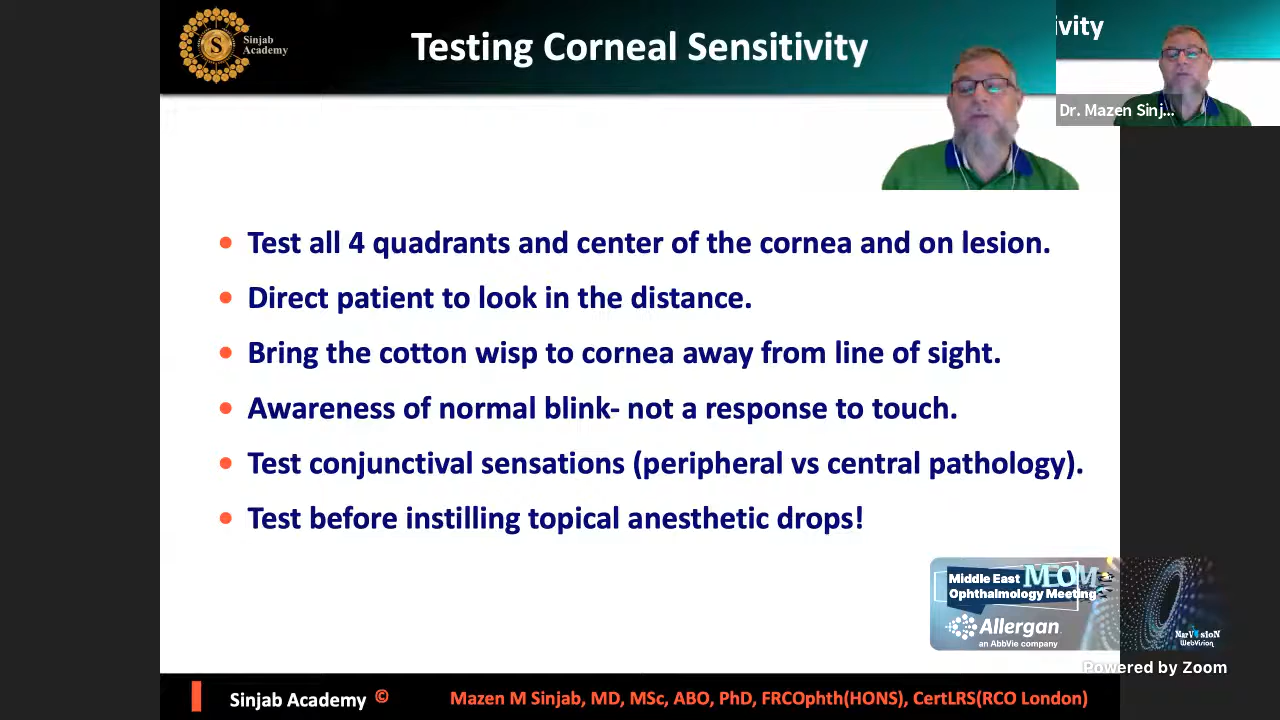 Sinjab
Academy
S
Testing Corneal Sensitivity
ivity
Dr. Mazen Sinj...
Test all 4 quadrants and center of the cornea and on lesion.
Direct patient to look in the distance.
Bring the cotton wisp to cornea away from line of sight.
Awareness of normal blink- not a response to touch.
Test conjunctival sensations (peripheral vs central pathology).
Test before instilling topical anesthetic drops!
Middle East MEOM
Ophthalmology Meeting
Allergan
an AbbVie company
NarVisioN
WebVision
Powered by Zoom
Sinjab Academy ©
Mazen M Sinjab, MD, MSc, ABO, PhD, FRCOphth(HONS), CertLRS(RCO London)